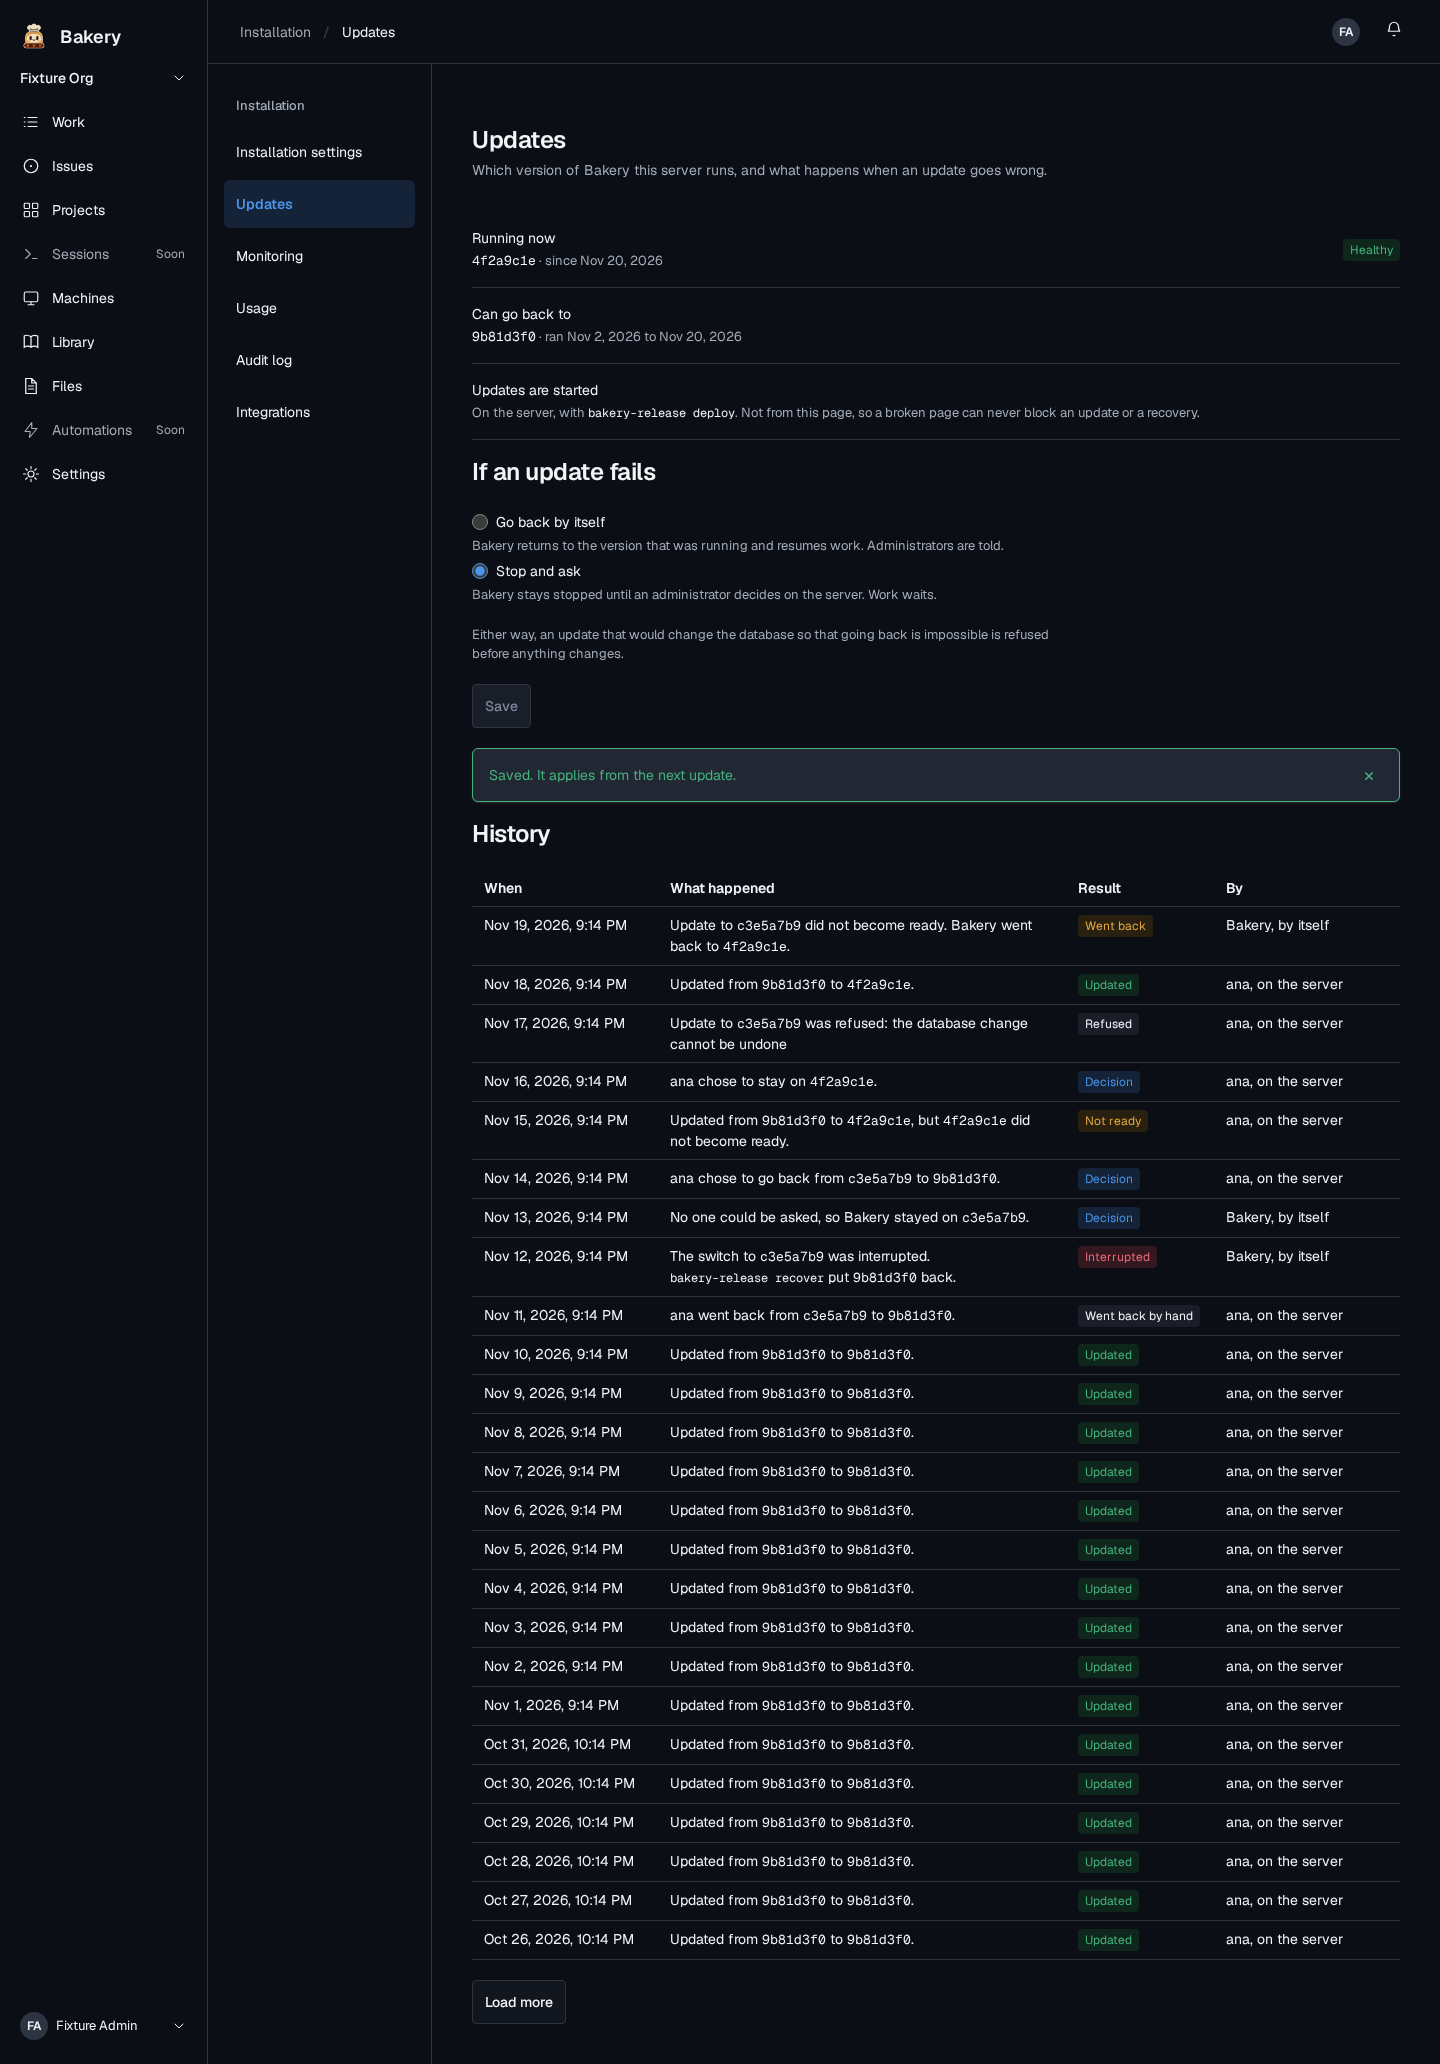 Bakery
Fixture Org
Work
Issues
Projects
Sessions Soon
Machines
Library
Files
Automations Soon
Settings
FA Fixture Admin
Installation / Updates
FA
Installation
Installation settings
Updates
Monitoring
Usage
Audit log
Integrations
Updates
Which version of Bakery this server runs, and what happens when an update goes wrong.
Running now
4f2a9c1e · since Nov 20, 2026
Healthy
Can go back to
9b81d3f0 · ran Nov 2, 2026 to Nov 20, 2026
Updates are started
On the server, with bakery-release deploy. Not from this page, so a broken page can never block an update or a recovery.
If an update fails
Go back by itself
Bakery returns to the version that was running and resumes work. Administrators are told.
Stop and ask
Bakery stays stopped until an administrator decides on the server. Work waits.
Either way, an update that would change the database so that going back is impossible is refused
before anything changes.
Save
Saved. It applies from the next update. ×
History
When What happened Result By
Nov 19, 2026, 9:14 PM Update to c3e5a7b9 did not become ready. Bakery went Went back Bakery, by itself
back to 4f2a9c1e.
Nov 18, 2026, 9:14 PM Updated from 9b81d3f0 to 4f2a9c1e. Updated ana, on the server
Nov 17, 2026, 9:14 PM Update to c3e5a7b9 was refused: the database change Refused ana, on the server
cannot be undone
Nov 16, 2026, 9:14 PM ana chose to stay on 4f2a9c1e. Decision ana, on the server
Nov 15, 2026, 9:14 PM Updated from 9b81d3f0 to 4f2a9c1e, but 4f2a9c1e did Not ready ana, on the server
not become ready.
Nov 14, 2026, 9:14 PM ana chose to go back from c3e5a7b9 to 9b81d3f0. Decision ana, on the server
Nov 13, 2026, 9:14 PM No one could be asked, so Bakery stayed on c3e5a7b9. Decision Bakery, by itself
Nov 12, 2026, 9:14 PM The switch to c3e5a7b9 was interrupted. Interrupted Bakery, by itself
bakery-release recover put 9b81d3f0 back.
Nov 11, 2026, 9:14 PM ana went back from c3e5a7b9 to 9b81d3f0. Went back by hand ana, on the server
Nov 10, 2026, 9:14 PM Updated from 9b81d3f0 to 9b81d3f0. Updated ana, on the server
Nov 9, 2026, 9:14 PM Updated from 9b81d3f0 to 9b81d3f0. Updated ana, on the server
Nov 8, 2026, 9:14 PM Updated from 9b81d3f0 to 9b81d3f0. Updated ana, on the server
Nov 7, 2026, 9:14 PM Updated from 9b81d3f0 to 9b81d3f0. Updated ana, on the server
Nov 6, 2026, 9:14 PM Updated from 9b81d3f0 to 9b81d3f0. Updated ana, on the server
Nov 5, 2026, 9:14 PM Updated from 9b81d3f0 to 9b81d3f0. Updated ana, on the server
Nov 4, 2026, 9:14 PM Updated from 9b81d3f0 to 9b81d3f0. Updated ana, on the server
Nov 3, 2026, 9:14 PM Updated from 9b81d3f0 to 9b81d3f0. Updated ana, on the server
Nov 2, 2026, 9:14 PM Updated from 9b81d3f0 to 9b81d3f0. Updated ana, on the server
Nov 1, 2026, 9:14 PM Updated from 9b81d3f0 to 9b81d3f0. Updated ana, on the server
Oct 31, 2026, 10:14 PM Updated from 9b81d3f0 to 9b81d3f0. Updated ana, on the server
Oct 30, 2026, 10:14 PM Updated from 9b81d3f0 to 9b81d3f0. Updated ana, on the server
Oct 29, 2026, 10:14 PM Updated from 9b81d3f0 to 9b81d3f0. Updated ana, on the server
Oct 28, 2026, 10:14 PM Updated from 9b81d3f0 to 9b81d3f0. Updated ana, on the server
Oct 27, 2026, 10:14 PM Updated from 9b81d3f0 to 9b81d3f0. Updated ana, on the server
Oct 26, 2026, 10:14 PM Updated from 9b81d3f0 to 9b81d3f0. Updated ana, on the server
Load more